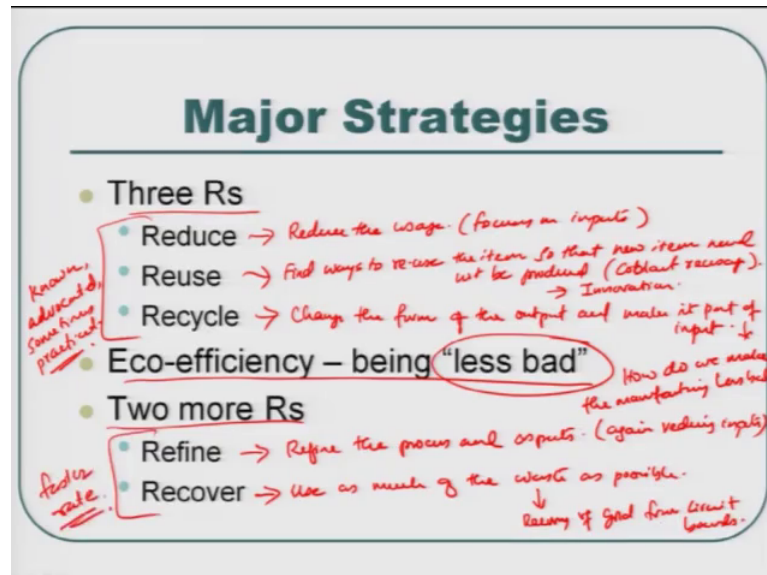 Major Strategies
Three Rs
Reduce → Reduce the usage. (focuses on inputs)
Reuse → Find ways to re-use the item so that new item need
not be produced (Coolant recoup).
→ Innovation.
Recycle → Change the form of the output and make it part of
input.
known,
advocated,
sometimes
practiced.
Eco-efficiency – being “less bad”
How do we make
the manufacturing less bad
Two more Rs
Refine → Refine the process and outputs. (again reducing inputs)
Recover → Use as much of the waste as possible.
Recovery of gold from circuit
boards.
faster
rate.